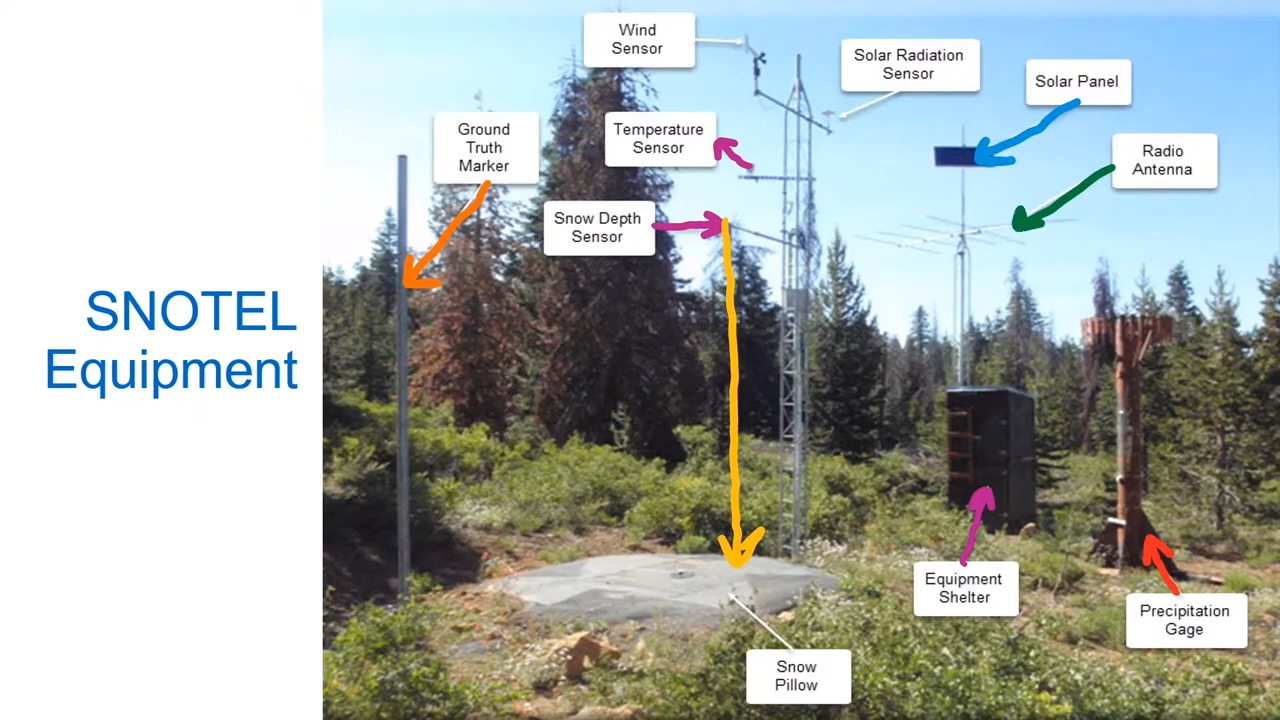 SNOTEL
Equipment
Wind
Sensor
Solar Radiation
Sensor
Solar Panel
Ground
Truth
Marker
Temperature
Sensor
Radio
Antenna
Snow Depth
Sensor
Equipment
Shelter
Precipitation
Gage
Snow
Pillow